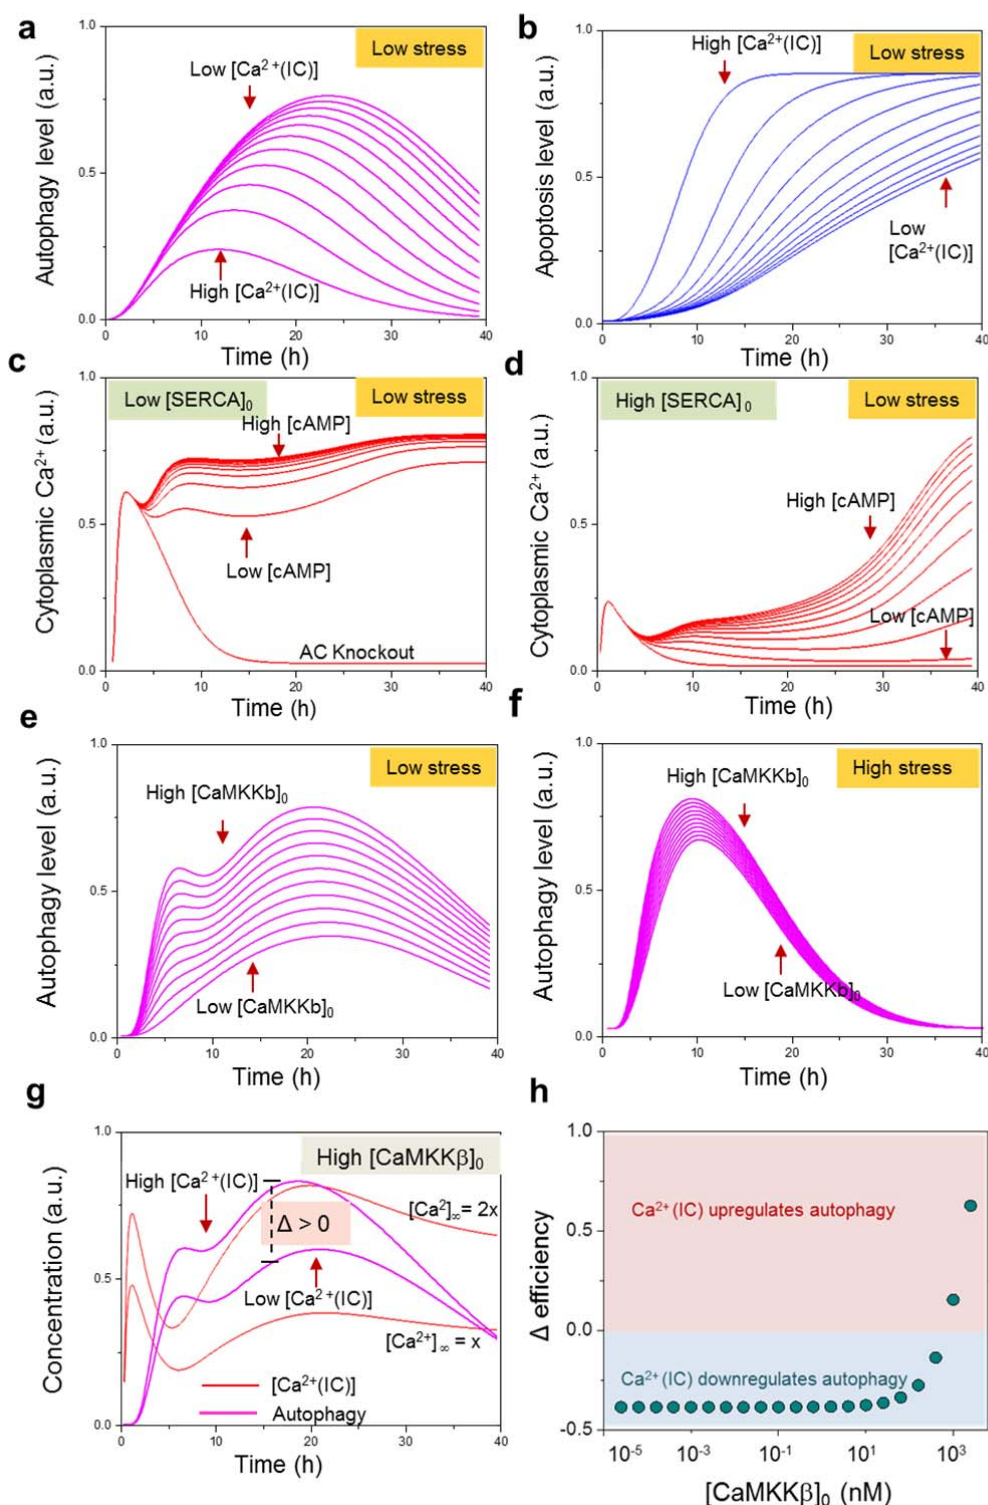 a
Autophagy level (a.u.)
1.0
0.5
0.0
0
10
20
30
40
Time (h)
Low stress
Low [Ca²⁺(IC)]
High [Ca²⁺(IC)]
b
Apoptosis level (a.u.)
1.0
0.5
0.0
0
10
20
30
40
Time (h)
Low stress
High [Ca²⁺(IC)]
Low
[Ca²⁺(IC)]
c
Cytoplasmic Ca²⁺(a.u.)
1.0
0.5
0.0
0
10
20
30
40
Time (h)
Low [SERCA]₀
Low stress
High [cAMP]
Low [cAMP]
AC Knockout
d
Cytoplasmic Ca²⁺(a.u.)
1.0
0.5
0.0
0
10
20
30
40
Time (h)
High [SERCA]₀
Low stress
High [cAMP]
Low [cAMP]
e
Autophagy level (a.u.)
1.0
0.5
0.0
0
10
20
30
40
Time (h)
Low stress
High [CaMKKb]₀
Low [CaMKKb]₀
f
Autophagy level (a.u.)
1.0
0.5
0.0
0
10
20
30
40
Time (h)
High stress
High [CaMKKb]₀
Low [CaMKKb]₀
g
Concentration (a.u.)
1.0
0.5
0.0
0
10
20
30
40
Time (h)
High [CaMKKβ]₀
High [Ca²⁺(IC)]
Δ > 0
[Ca²]∞ = 2x
Low [Ca²⁺(IC)]
[Ca²⁺]∞ = x
[Ca²⁺(IC)]
Autophagy
h
Δ efficiency
1.0
0.5
0.0
-0.5
10⁻⁵
10⁻³
10⁻¹
10¹
10³
[CaMKKβ]₀ (nM)
Ca²⁺(IC) upregulates autophagy
Ca²⁺(IC) downregulates autophagy